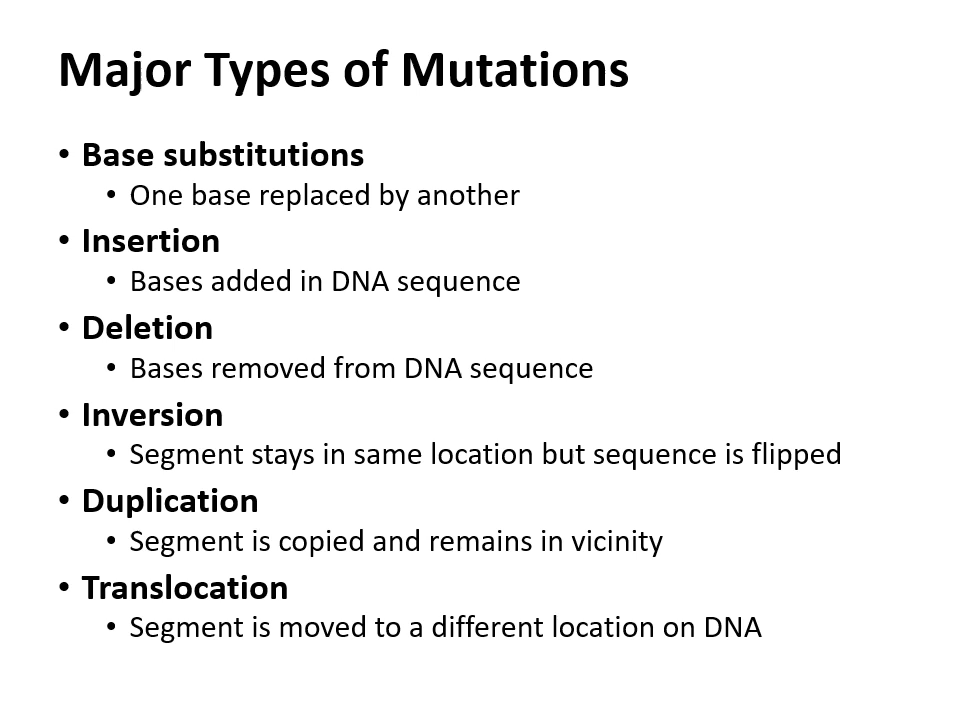 Major Types of Mutations
• Base substitutions
• One base replaced by another
• Insertion
• Bases added in DNA sequence
• Deletion
• Bases removed from DNA sequence
• Inversion
• Segment stays in same location but sequence is flipped
• Duplication
• Segment is copied and remains in vicinity
• Translocation
• Segment is moved to a different location on DNA